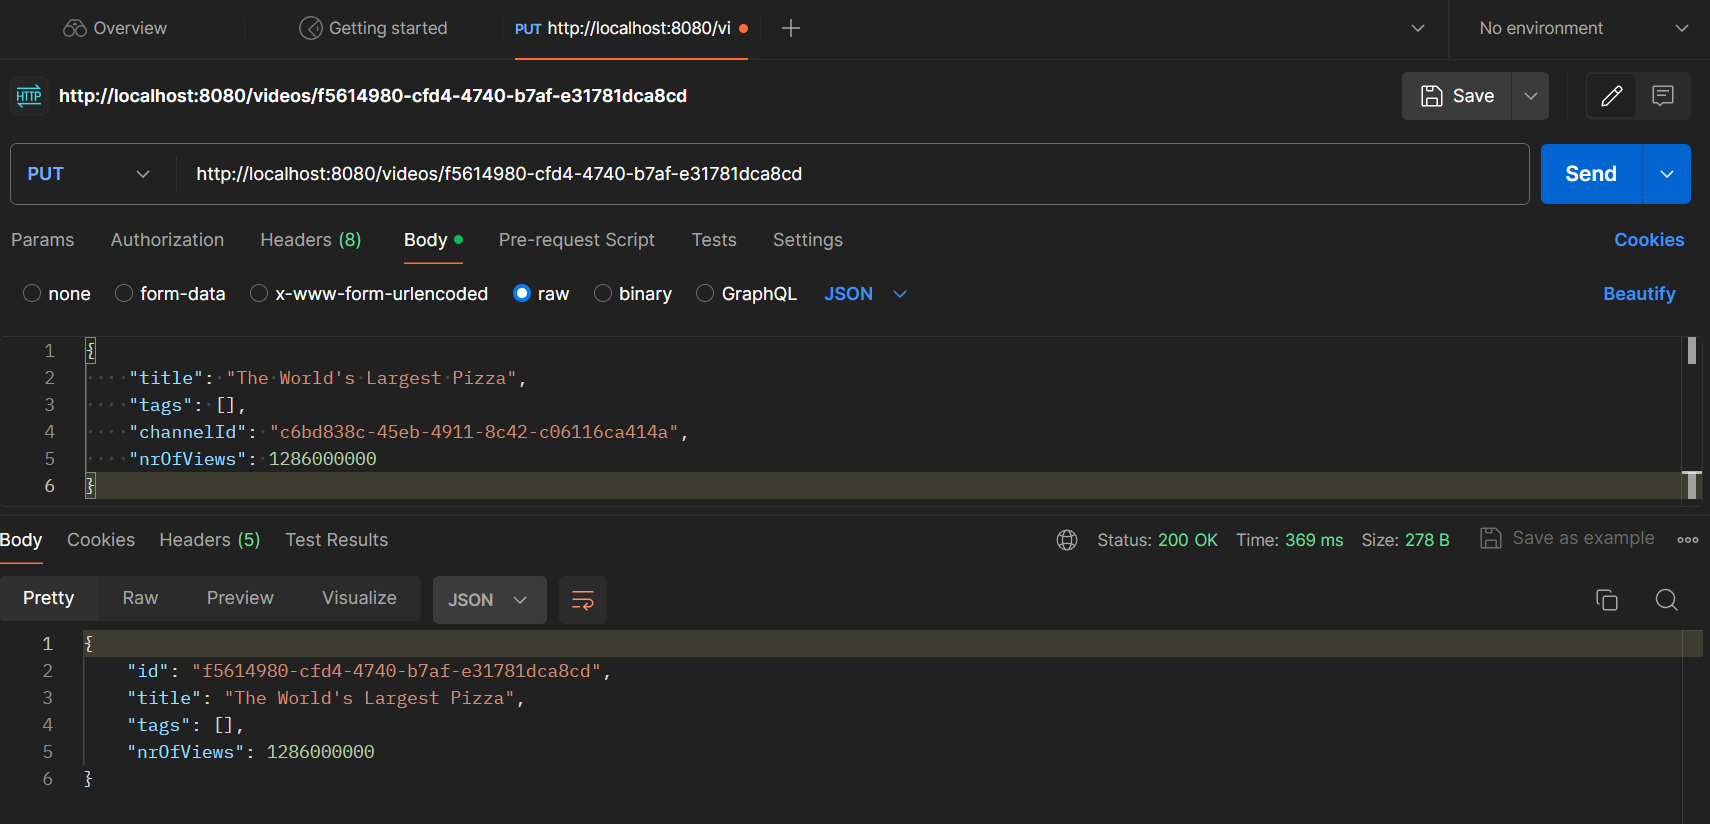 Overview Getting started PUT http://localhost:8080/vi No environment
HTTP http://localhost:8080/videos/f5614980-cfd4-4740-b7af-e31781dca8cd Save
PUT http://localhost:8080/videos/f5614980-cfd4-4740-b7af-e31781dca8cd Send
Params Authorization Headers (8) Body Pre-request Script Tests Settings Cookies
none form-data x-www-form-urlencoded raw binary GraphQL JSON Beautify
1 {
2 "title": "The World's Largest Pizza",
3 "tags": [],
4 "channelId": "c6bd838c-45eb-4911-8c42-c06116ca414a",
5 "nrOfViews": 1286000000
6 }
Body Cookies Headers (5) Test Results Status: 200 OK Time: 369 ms Size: 278 B Save as example
Pretty Raw Preview Visualize JSON
1 {
2 "id": "f5614980-cfd4-4740-b7af-e31781dca8cd",
3 "title": "The World's Largest Pizza",
4 "tags": [],
5 "nrOfViews": 1286000000
6 }